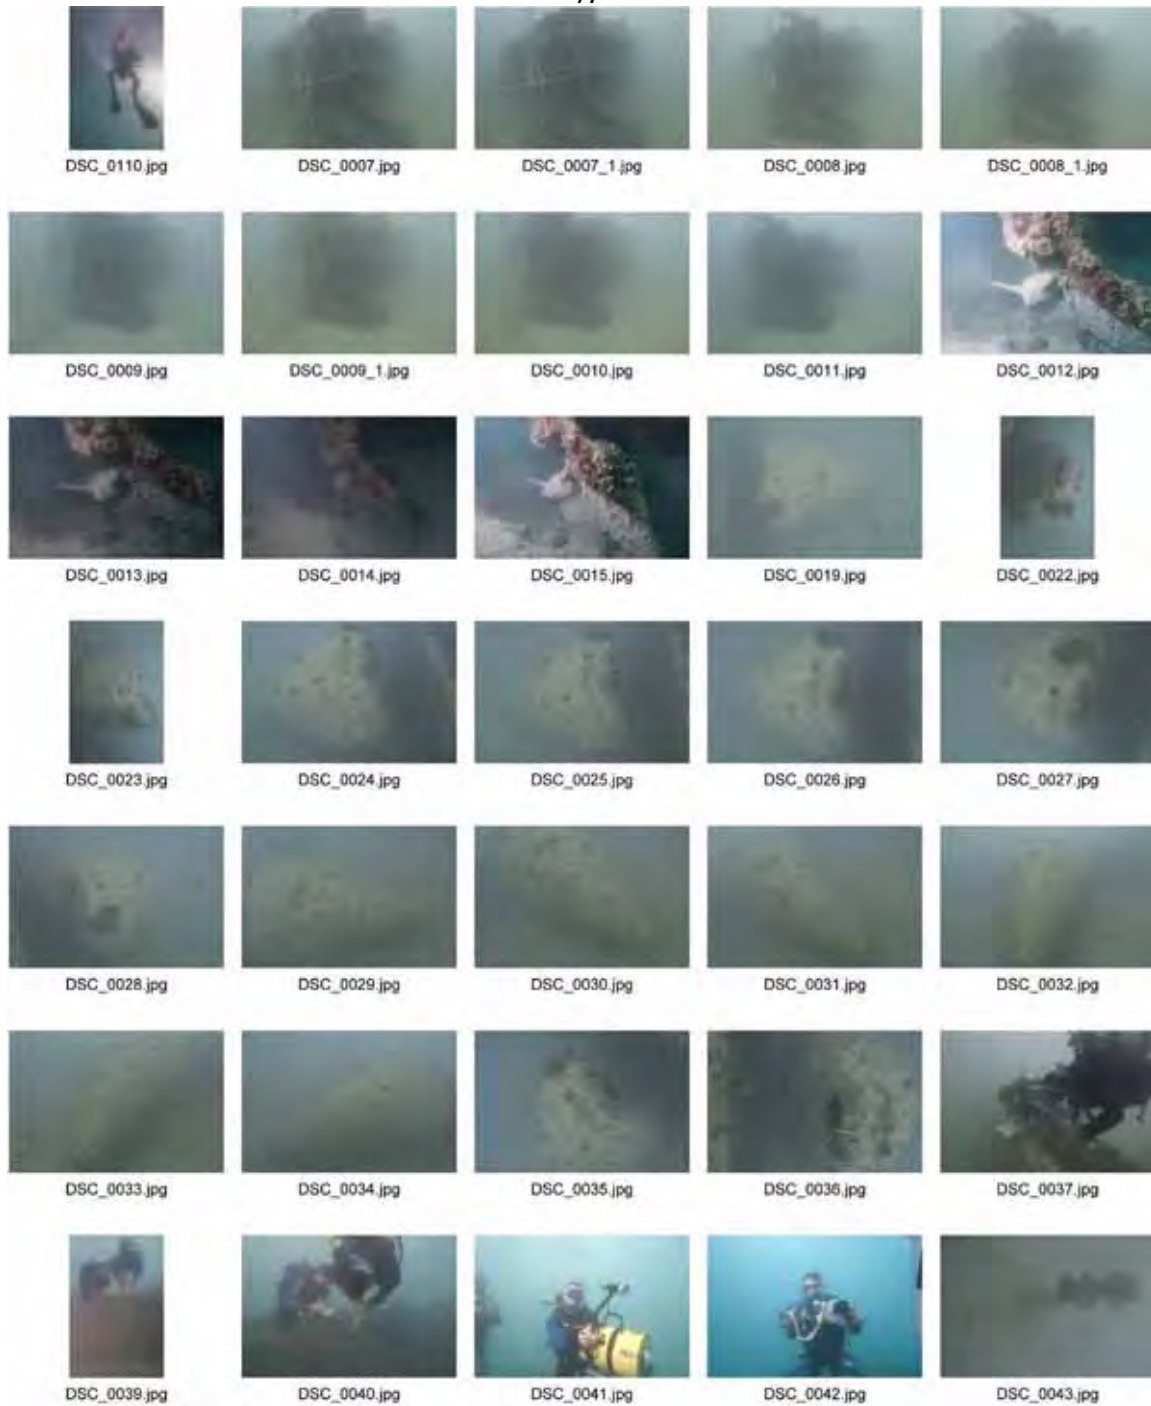 DSC_0110.jpg DSC_0007.jpg DSC_0007_1.jpg DSC_0008.jpg DSC_0008_1.jpg
DSC_0009.jpg DSC_0009_1.jpg DSC_0010.jpg DSC_0011.jpg DSC_0012.jpg
DSC_0013.jpg DSC_0014.jpg DSC_0015.jpg DSC_0019.jpg DSC_0022.jpg
DSC_0023.jpg DSC_0024.jpg DSC_0025.jpg DSC_0026.jpg DSC_0027.jpg
DSC_0028.jpg DSC_0029.jpg DSC_0030.jpg DSC_0031.jpg DSC_0032.jpg
DSC_0033.jpg DSC_0034.jpg DSC_0035.jpg DSC_0036.jpg DSC_0037.jpg
DSC_0039.jpg DSC_0040.jpg DSC_0041.jpg DSC_0042.jpg DSC_0043.jpg